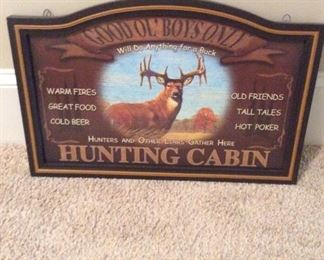 GOOD OL' BOYS ONLY
Will Do Anything for a Buck
WARM FIRES
GREAT FOOD
COLD BEER
OLD FRIENDS
TALL TALES
HOT POKER
HUNTERS AND OTHER LIARS GATHER HERE
HUNTING CABIN